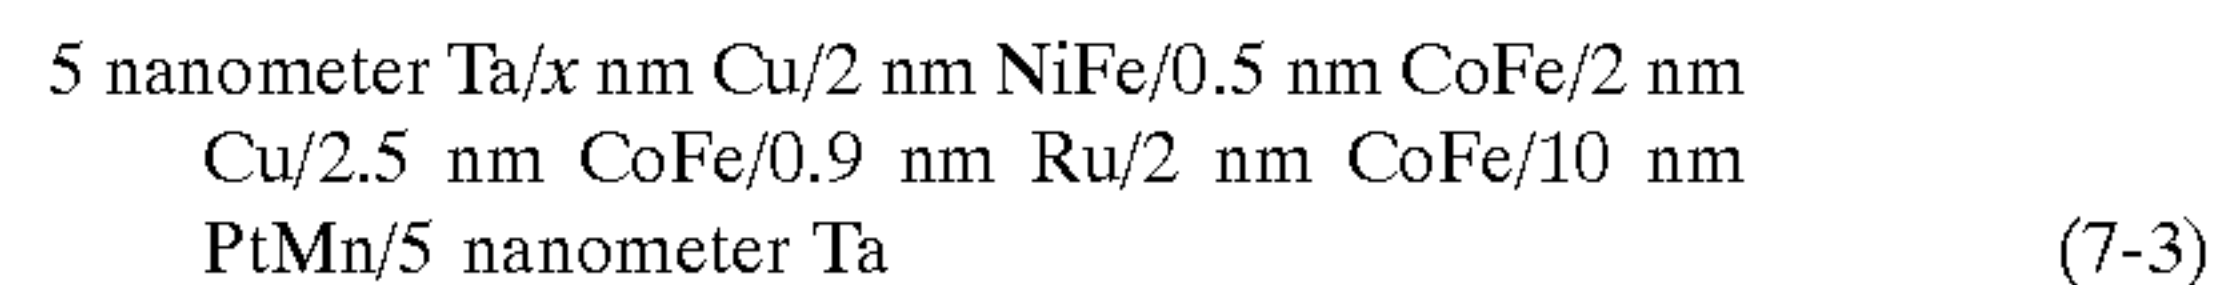 5 nanometer Ta/x nm Cu/2 nm NiFe/0.5 nm CoFe/2 nm
Cu/2.5 nm CoFe/0.9 nm Ru/2 nm CoFe/10 nm
PtMn/5 nanometer Ta (7-3)